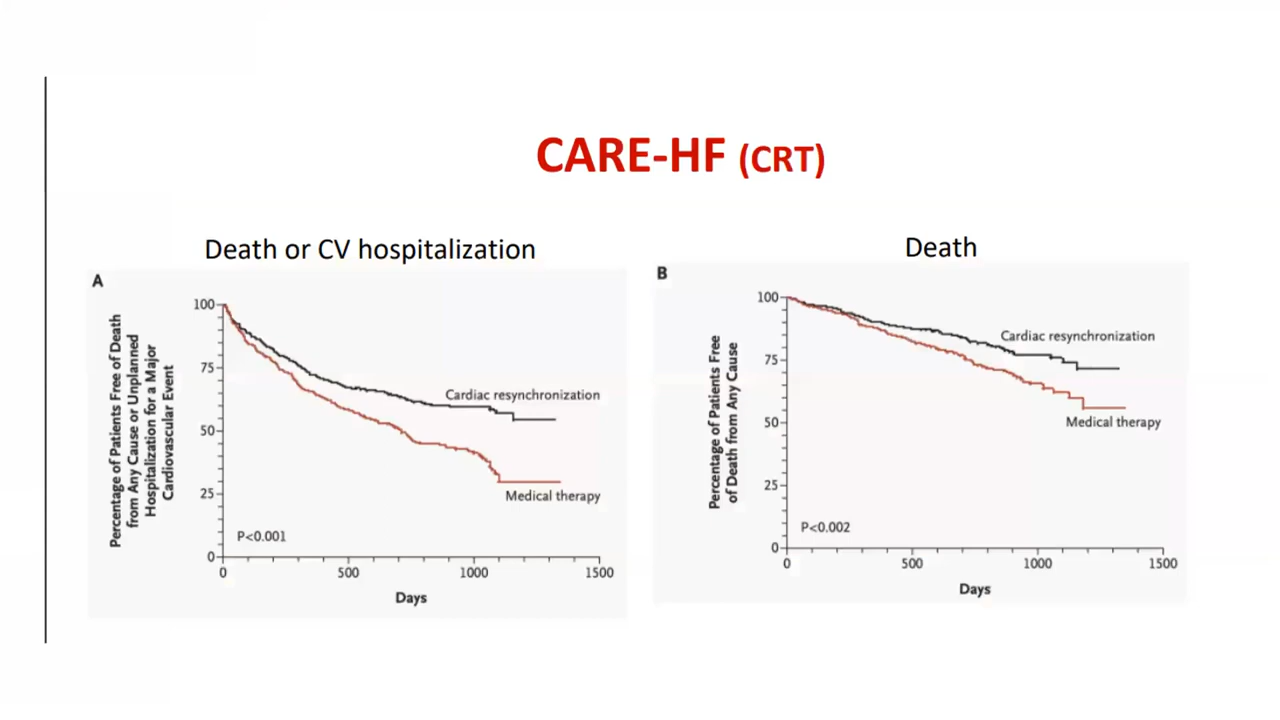 CARE-HF (CRT)
Death or CV hospitalization
A
Percentage of Patients Free of Death
from Any Cause or Unplanned
Hospitalization for a Major
Cardiovascular Event
100
75
50
25
0
Cardiac resynchronization
Medical therapy
P<0.001
0 500 1000 1500
Days
Death
B
Percentage of Patients Free
of Death from Any Cause
100
75
50
25
0
Cardiac resynchronization
Medical therapy
P<0.002
0 500 1000 1500
Days